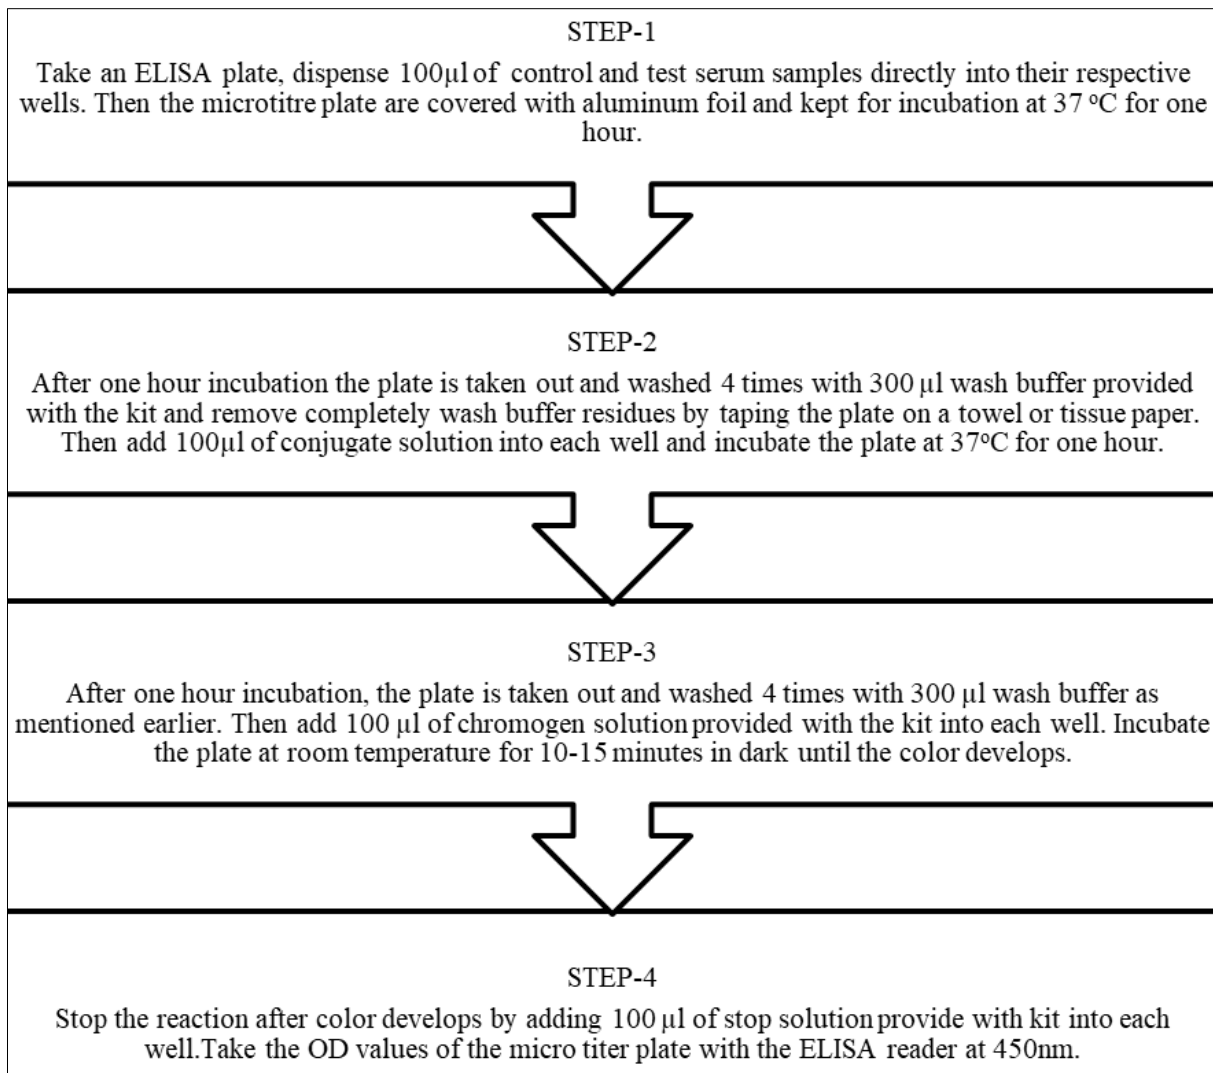 STEP-1
Take an ELISA plate, dispense 100µl of control and test serum samples directly into their respective
wells. Then the microtitre plate are covered with aluminum foil and kept for incubation at 37 ºC for one
hour.
STEP-2
After one hour incubation the plate is taken out and washed 4 times with 300 µl wash buffer provided
with the kit and remove completely wash buffer residues by taping the plate on a towel or tissue paper.
Then add 100µl of conjugate solution into each well and incubate the plate at 37ºC for one hour.
STEP-3
After one hour incubation, the plate is taken out and washed 4 times with 300 µl wash buffer as
mentioned earlier. Then add 100 µl of chromogen solution provided with the kit into each well. Incubate
the plate at room temperature for 10-15 minutes in dark until the color develops.
STEP-4
Stop the reaction after color develops by adding 100 µl of stop solution provide with kit into each
well.Take the OD values of the micro titer plate with the ELISA reader at 450nm.